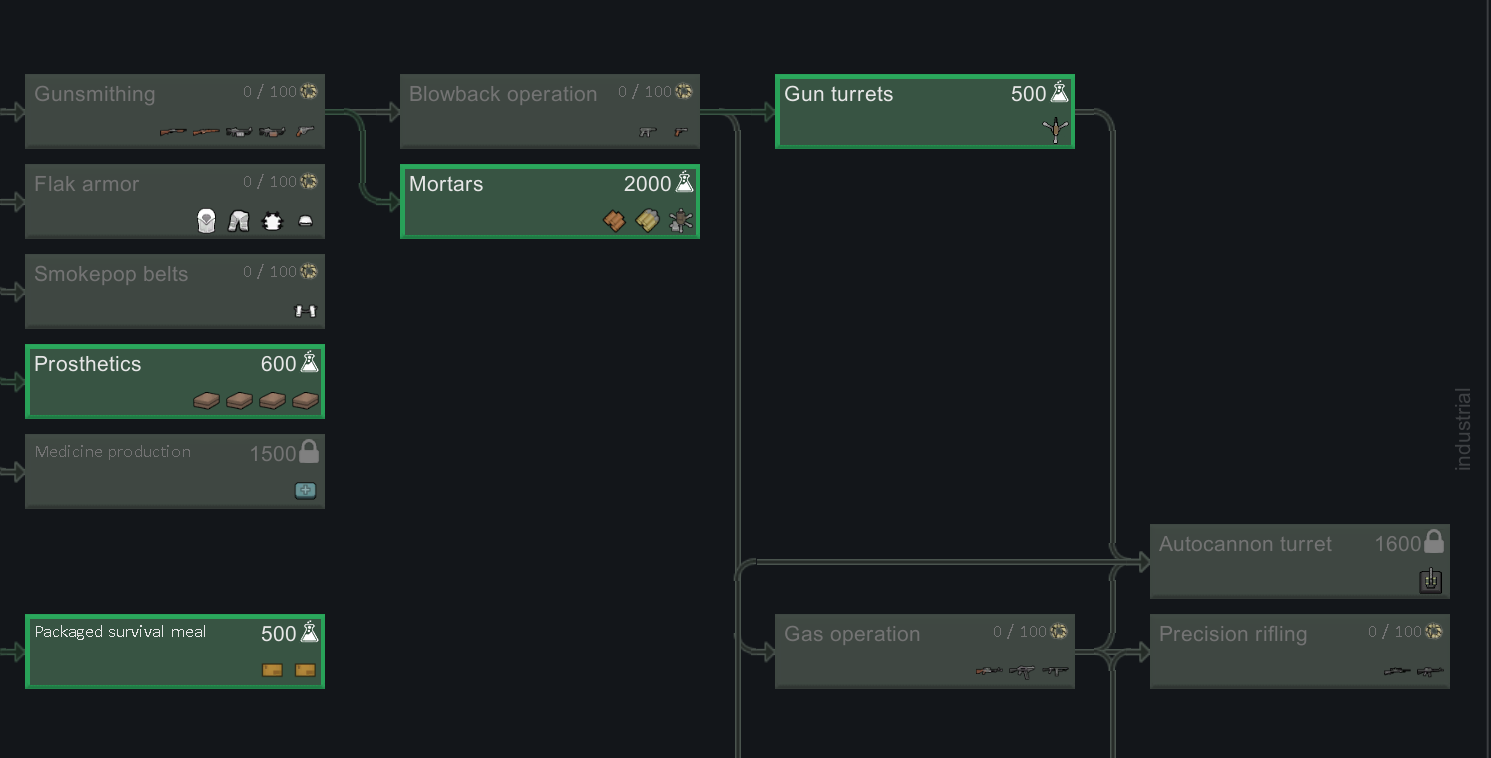 Gunsmithing 0 / 100
Blowback operation 0 / 100
Gun turrets 500
Flak armor 0 / 100
Mortars 2000
Smokepop belts 0 / 100
Prosthetics 600
Medicine production 1500
industrial
Autocannon turret 1600
Packaged survival meal 500
Gas operation 0 / 100
Precision rifling 0 / 100